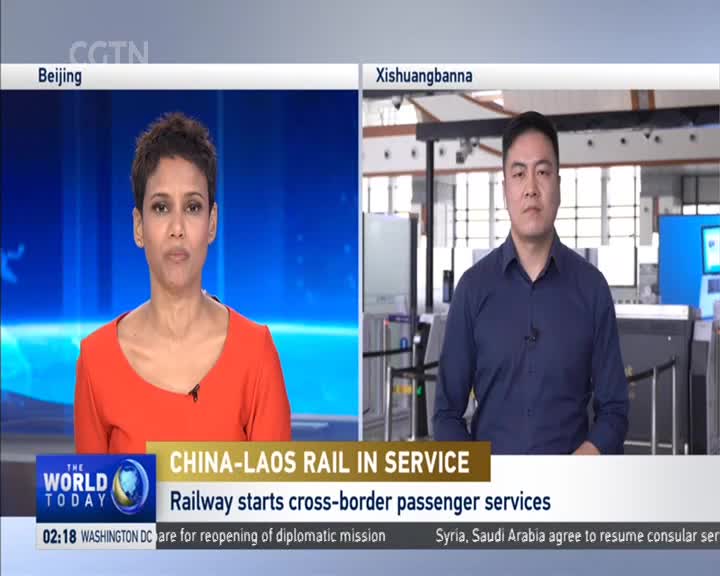 CGTN
Beijing
Xishuangbanna
CHINA-LAOS RAIL IN SERVICE
THE
WORLD
TODAY
Railway starts cross-border passenger services
02:18 WASHINGTON DC
are for reopening of diplomatic mission
Syria, Saudi Arabia agree to resume consular ser